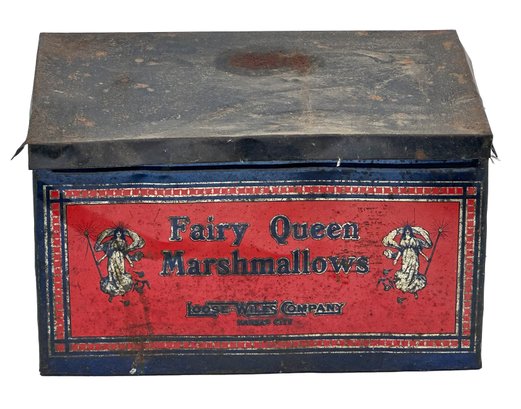 Fairy Queen
Marshmallows
Loose-Wiles Company
Kansas City